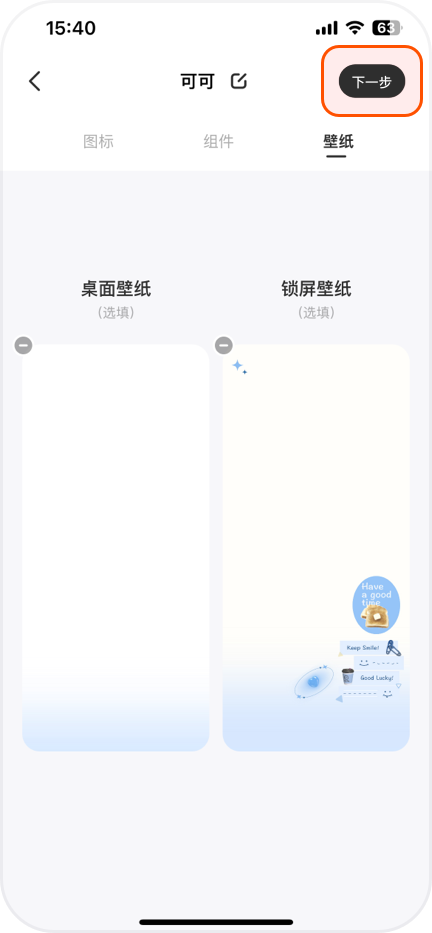 15:40
63
可可
下一步
图标
组件
壁纸
桌面壁纸
(选填)
锁屏壁纸
(选填)
Have
a good
time
Keep Smile!
Good Lucky!